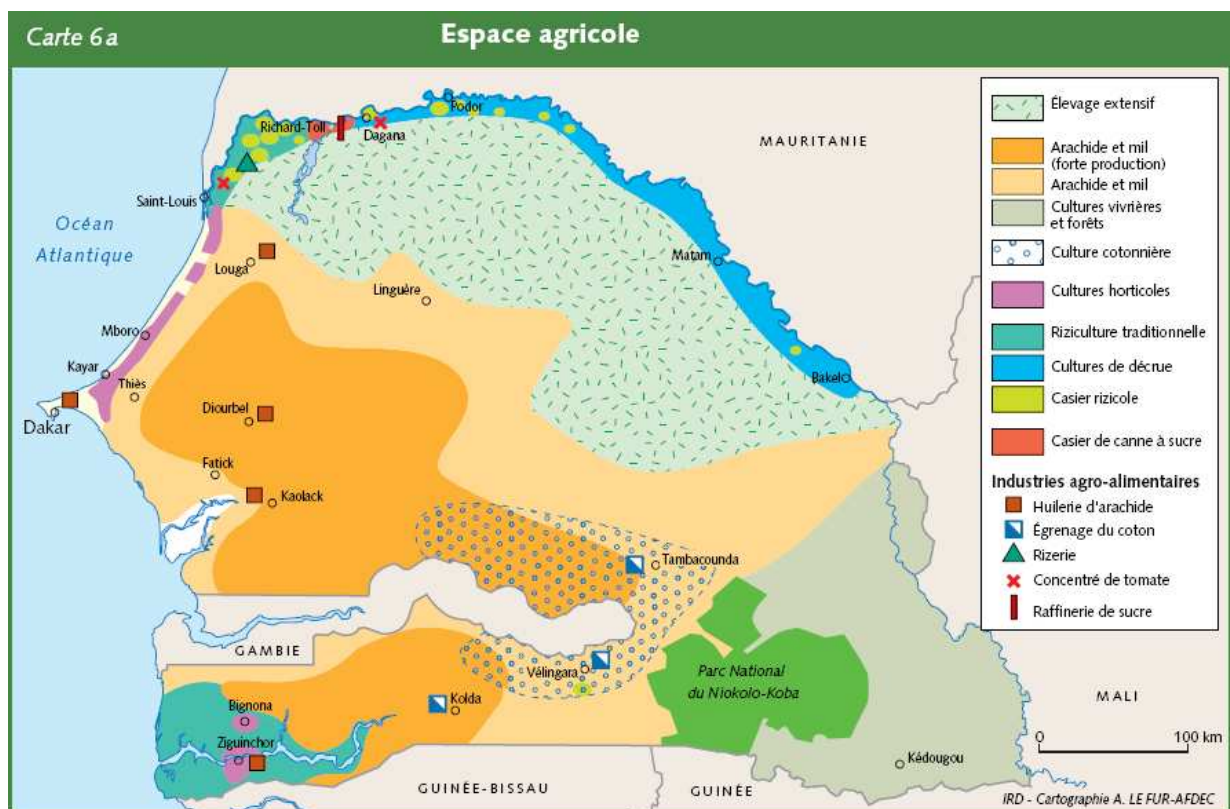 Carte 6a
Espace agricole
Élevage extensif
Arachide et mil
(forte production)
Arachide et mil
Cultures vivrières
et forêts
Culture cotonnière
Cultures horticoles
Riziculture traditionnelle
Cultures de décrue
Casier rizicole
Casier de canne à sucre
Industries agro-alimentaires
Huilerie d'arachide
Égrenage du coton
Rizerie
Concentré de tomate
Raffinerie de sucre
Podor
Richard-Toll
Dagana
MAURITANIE
Saint-Louis
Océan
Atlantique
Matam
Louga
Linguère
Mboro
Kayar
Thiès
Bakel
Dakar
Diourbel
Fatick
Kaolack
Tambacounda
GAMBIE
Vélingara
Parc National
du Niokolo-Koba
Kolda
Bignona
Ziguinchor
MALI
Kédougou
0
100 km
GUINÉE-BISSAU
GUINÉE
IRD - Cartographie A. LE FUR-AFDEC